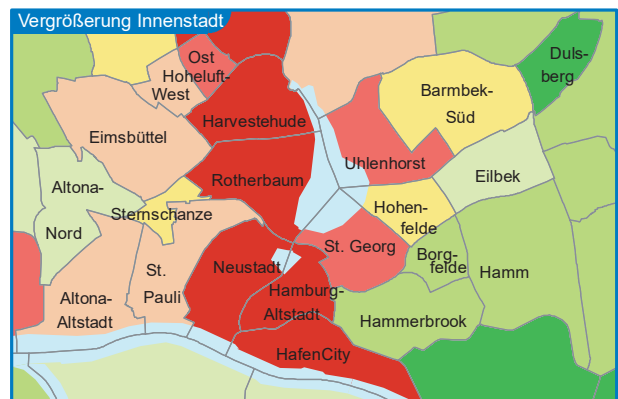 Vergrößerung Innenstadt
Ost
Hoheluft-
West
Duls-
berg
Barmbek-
Süd
Harvestehude
Eimsbüttel
Uhlenhorst
Eilbek
Rotherbaum
Altona-
Nord
Sternschanze
Hohen-
felde
St. Georg
Borg-
felde
Hamm
St.
Pauli
Neustadt
Hamburg-
Altstadt
Altona-
Altstadt
Hammerbrook
HafenCity